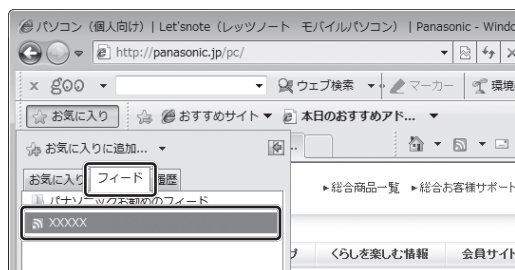 パソコン（個人向け）| Let'snote（レッツノート モバイルパソコン）| Panasonic - Windo
http://panasonic.jp/pc/
x goo ウェブ検索 マーカー 環境
お気に入り おすすめサイト 本日のおすすめアド...
お気に入りに追加...
お気に入り フィード 履歴
▸総合商品一覧 ▸総合お客様サポート
パナソニックお勧めのフィード
XXXXX
くらしを楽しむ情報 会員サイト